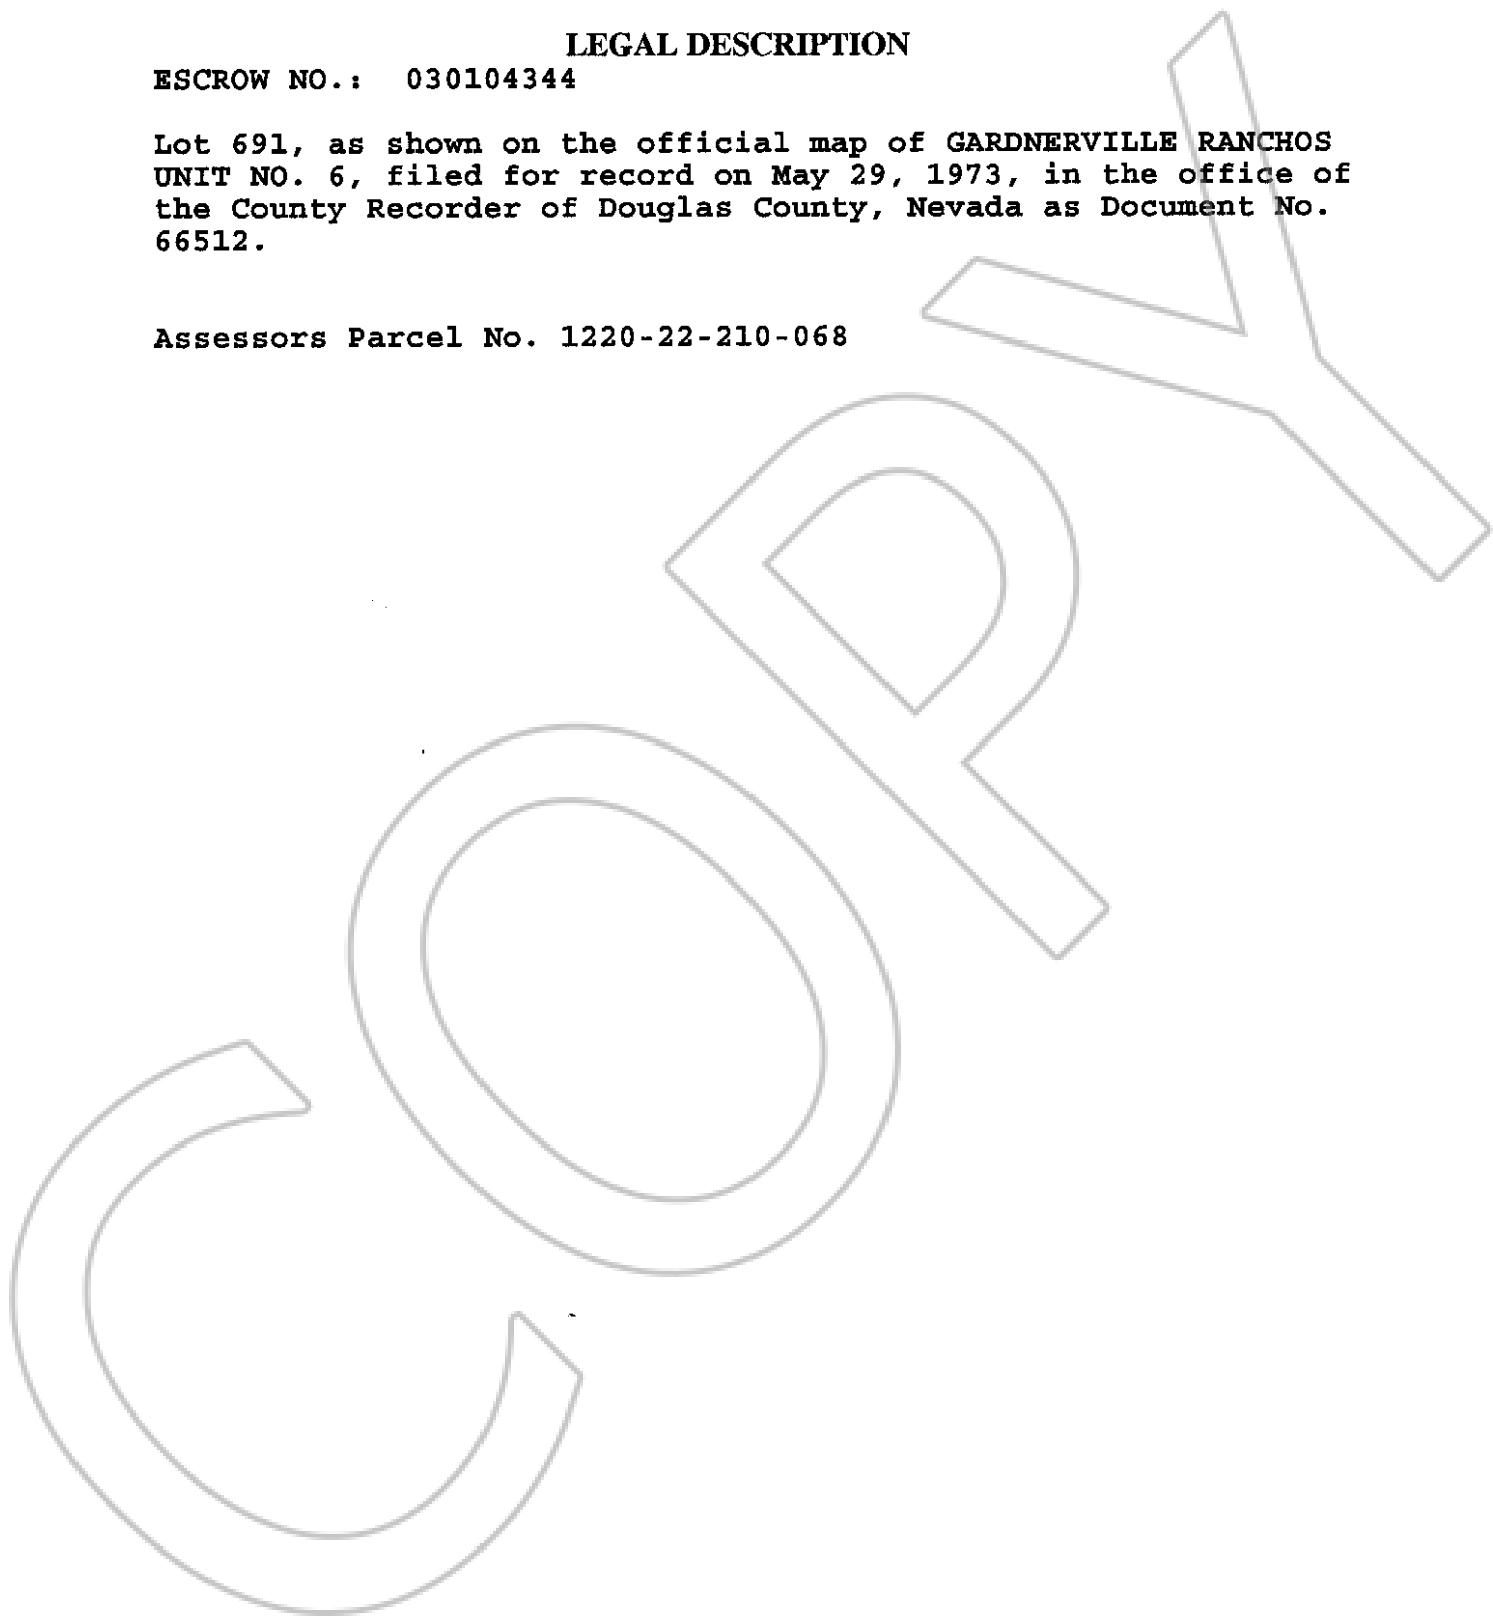 LEGAL DESCRIPTION
ESCROW NO.: 030104344
Lot 691, as shown on the official map of GARDNERVILLE RANCHOS
UNIT NO. 6, filed for record on May 29, 1973, in the office of
the County Recorder of Douglas County, Nevada as Document No.
66512.
Assessors Parcel No. 1220-22-210-068
COPY